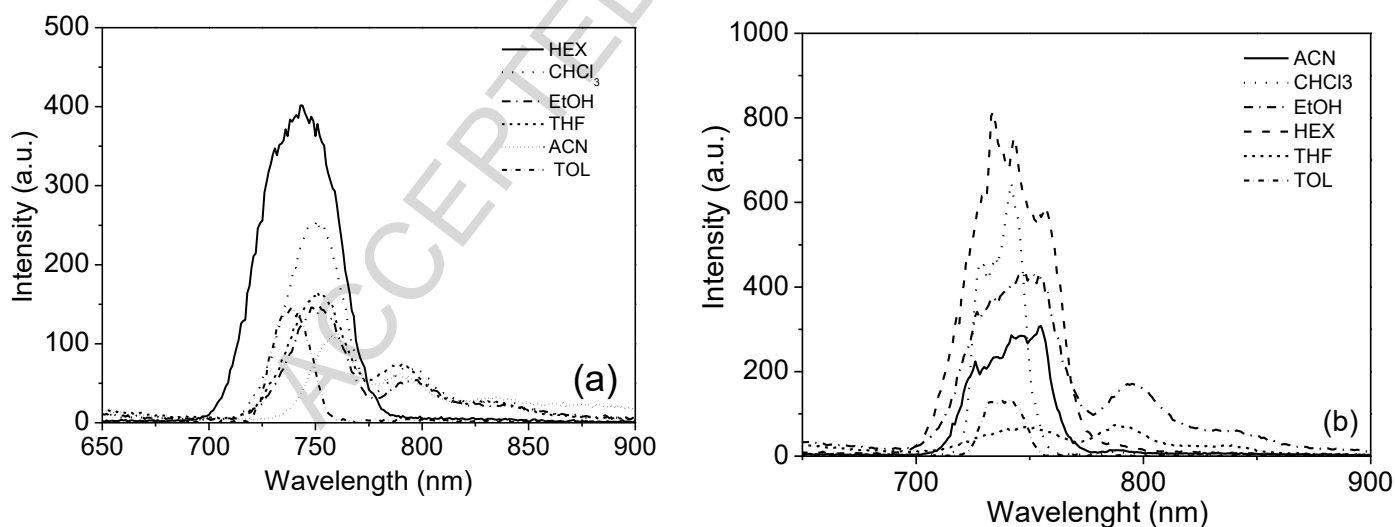 500
400
300
200
100
0
650 700 750 800 850 900
Wavelength (nm)
Intensity (a.u.)
HEX
CHCl₃
EtOH
THF
ACN
TOL
(a)
ACCEPTED
1000
800
600
400
200
0
700 800 900
Wavelenght (nm)
Intensity (a.u.)
ACN
CHCl3
EtOH
HEX
THF
TOL
(b)